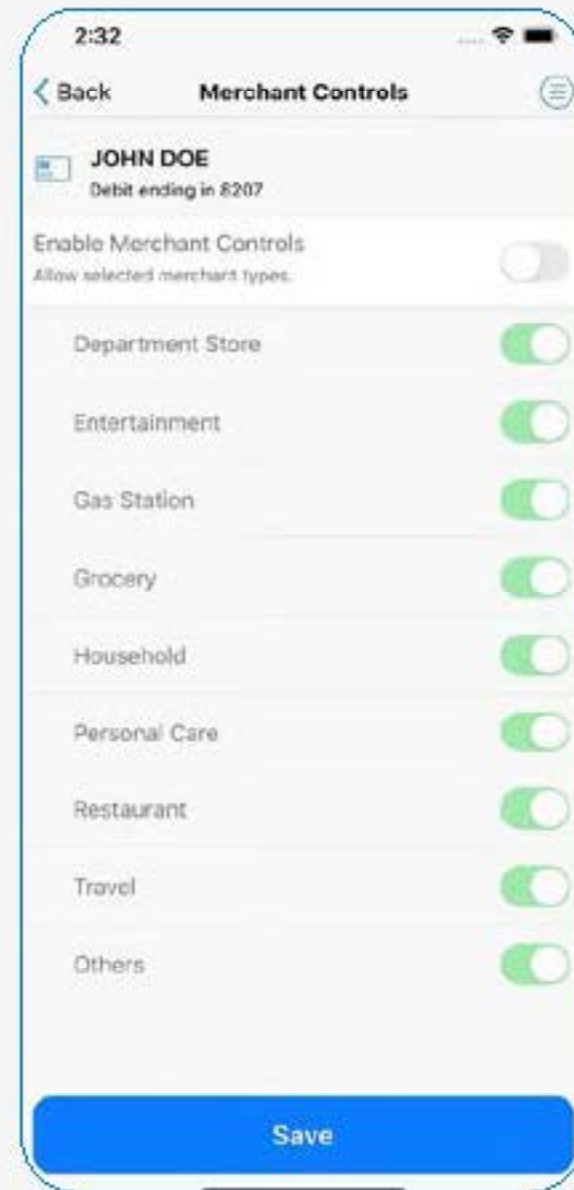 2:32
Back Merchant Controls
JOHN DOE
Debit ending in 8207
Enable Merchant Controls
Allow selected merchant types.
Department Store
Entertainment
Gas Station
Grocery
Household
Personal Care
Restaurant
Travel
Others
Save